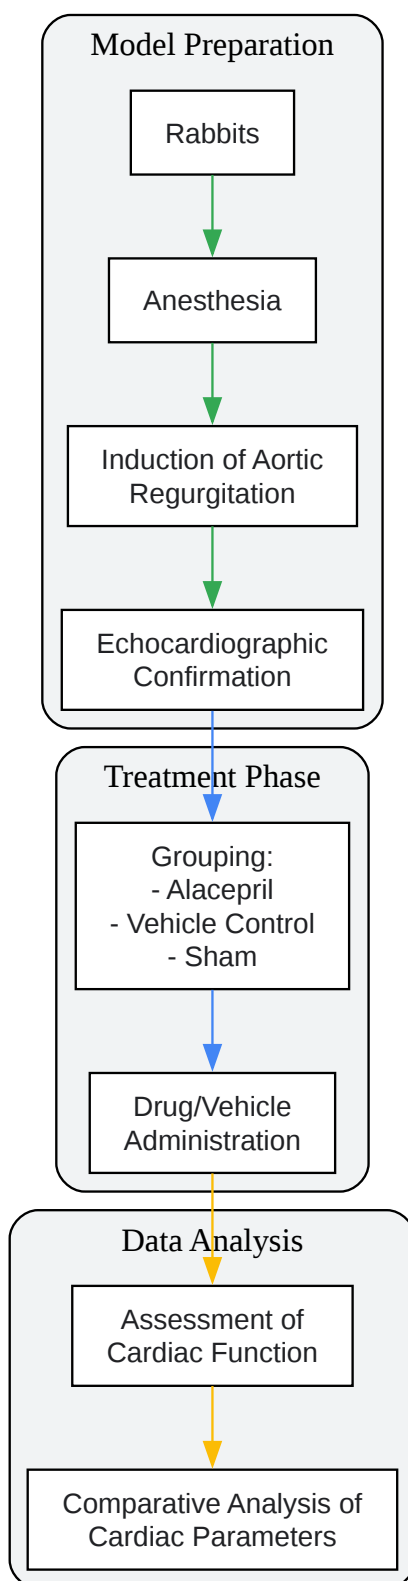 Model Preparation
Rabbits
Anesthesia
Induction of Aortic
Regurgitation
Echocardiographic
Confirmation
Treatment Phase
Grouping:
- Alacepril
- Vehicle Control
- Sham
Drug/Vehicle
Administration
Data Analysis
Assessment of
Cardiac Function
Comparative Analysis of
Cardiac Parameters